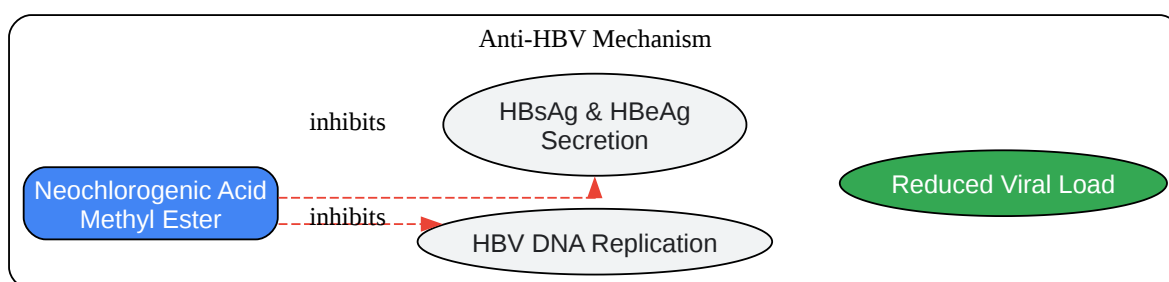 Anti-HBV Mechanism
inhibits
HBsAg & HBeAg
Secretion
Neochlorogenic Acid
Methyl Ester
inhibits
HBV DNA Replication
Reduced Viral Load